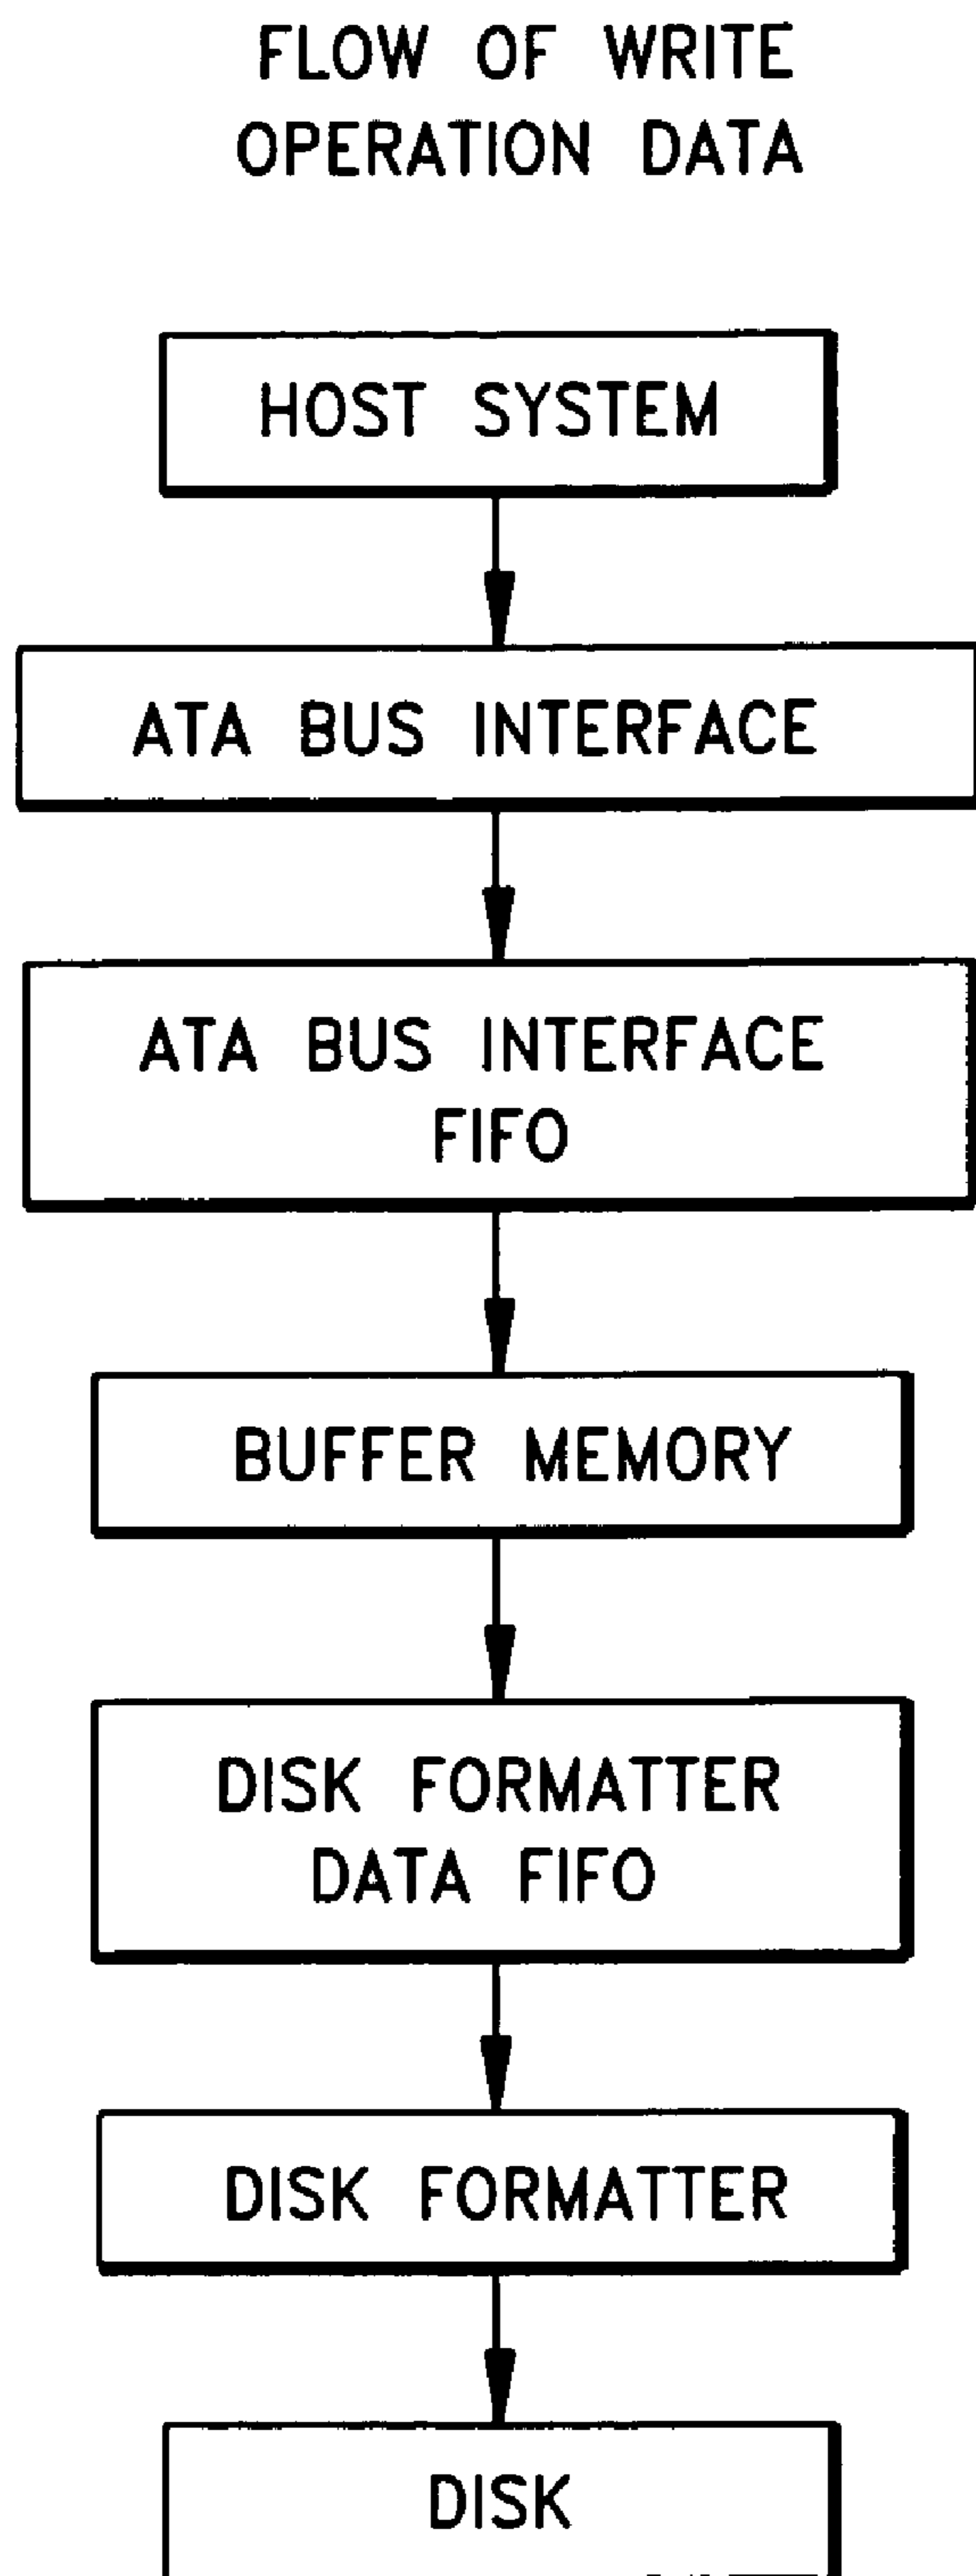 FLOW OF WRITE
OPERATION DATA
HOST SYSTEM
ATA BUS INTERFACE
ATA BUS INTERFACE
FIFO
BUFFER MEMORY
DISK FORMATTER
DATA FIFO
DISK FORMATTER
DISK